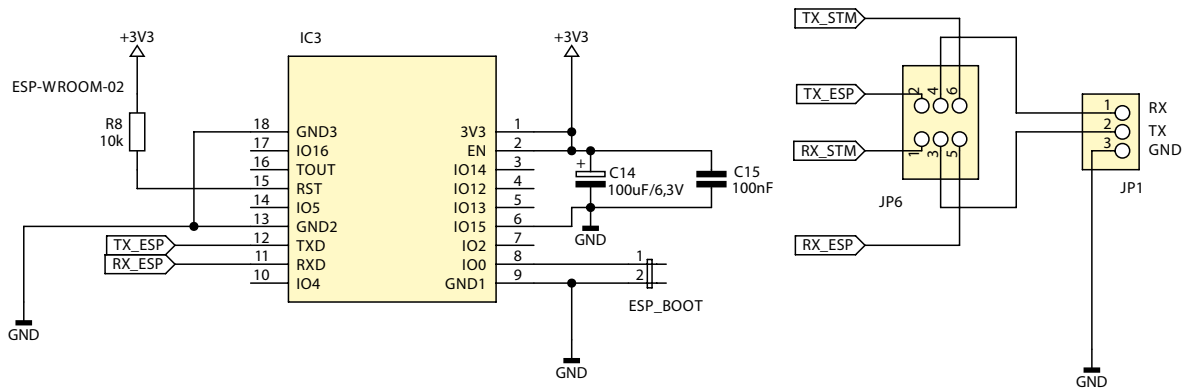 +3V3
ESP-WROOM-02
R8
10k
IC3
18 GND3
17 IO16
16 TOUT
15 RST
14 IO5
13 GND2
12 TXD
11 RXD
10 IO4
3V3 1
EN 2
IO14 3
IO12 4
IO13 5
IO15 6
IO2 7
IO0 8
GND1 9
TX_ESP
RX_ESP
GND
+3V3
+
C14
100uF/6,3V
C15
100nF
GND
1
2
ESP_BOOT
GND
TX_STM
TX_ESP
RX_STM
RX_ESP
2 4 6
1 3 5
JP6
1 RX
2 TX
3 GND
JP1
GND